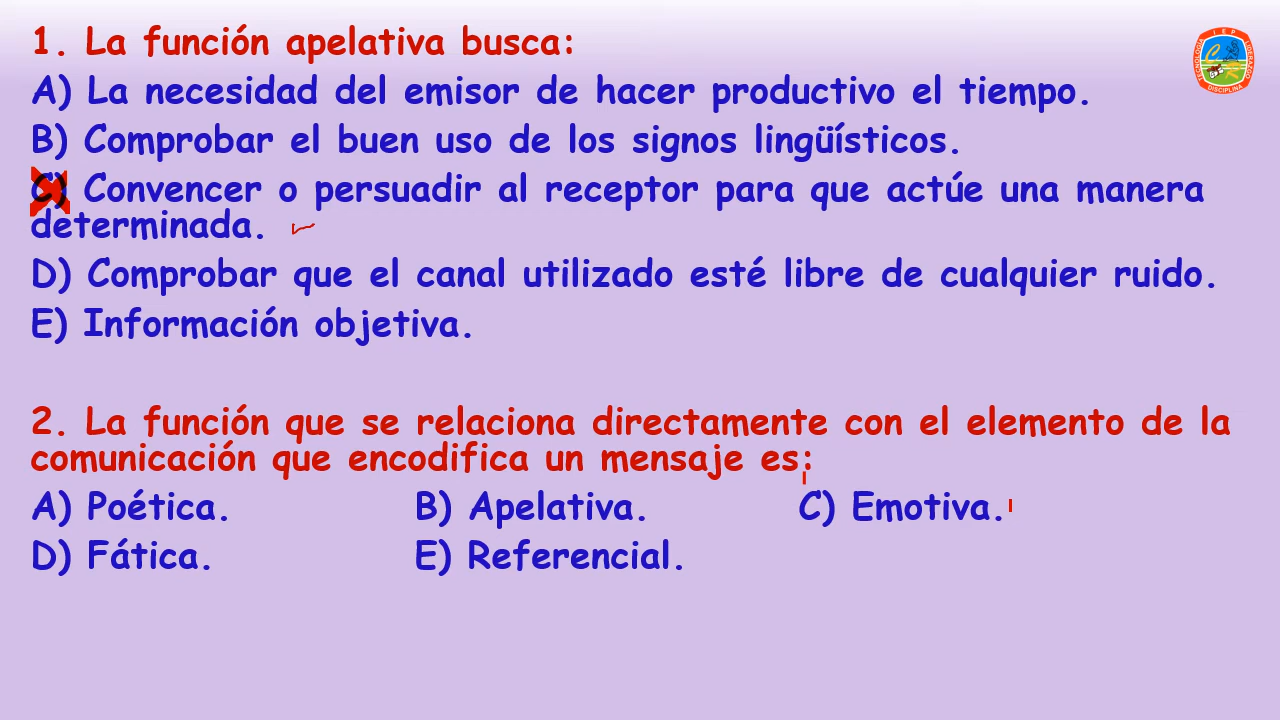 1. La función apelativa busca:
A) La necesidad del emisor de hacer productivo el tiempo.
B) Comprobar el buen uso de los signos lingüísticos.
C) Convencer o persuadir al receptor para que actúe una manera
determinada.
D) Comprobar que el canal utilizado esté libre de cualquier ruido.
E) Información objetiva.
2. La función que se relaciona directamente con el elemento de la
comunicación que encodifica un mensaje es:
A) Poética. B) Apelativa. C) Emotiva.
D) Fática. E) Referencial.
I E P
TECNOLOGÍA
LIDERAZGO
DISCIPLINA